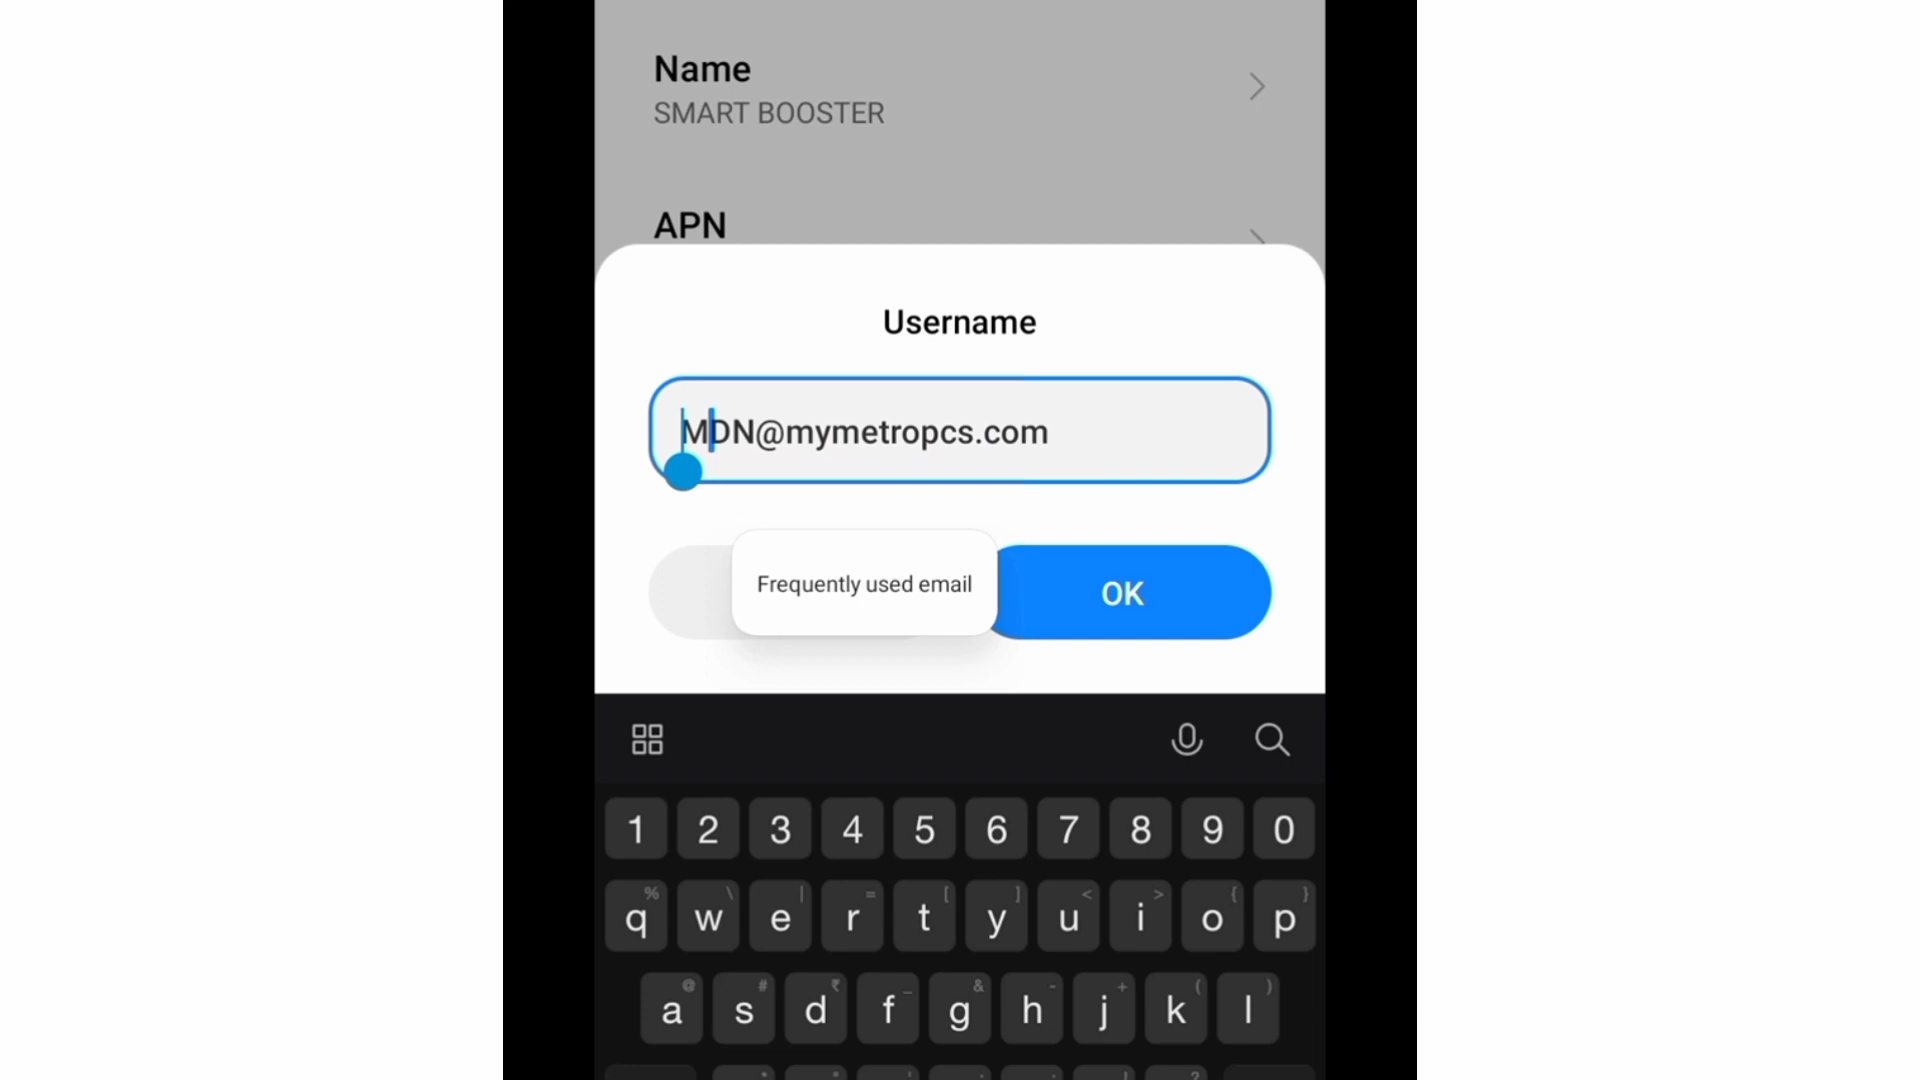 Name
SMART BOOSTER
APN
Username
MDN@mymetropcs.com
Frequently used email
OK
1 2 3 4 5 6 7 8 9 0
% \ | = [ ] < > { }
q w e r t y u i o p
@ # ₹ _ & - + ( )
a s d f g h j k l